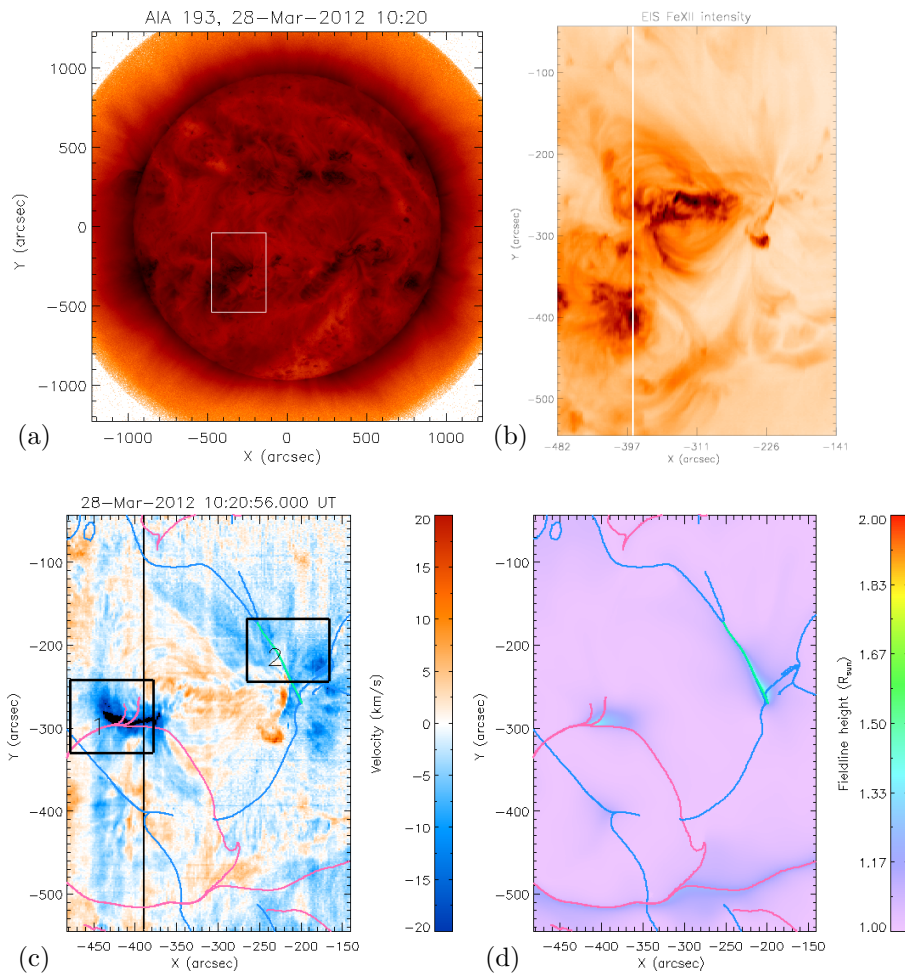 AIA 193, 28-Mar-2012 10:20
1000
500
0
-500
-1000
Y (arcsec)
-1000 -500 0 500 1000
X (arcsec)
(a)
EIS FeXII intensity
-100
-200
-300
-400
-500
Y (arcsec)
-482 -397 -311 -226 -141
X (arcsec)
(b)
28-Mar-2012 10:20:56.000 UT
-100
-200
-300
-400
-500
Y (arcsec)
1
2
-450 -400 -350 -300 -250 -200 -150
X (arcsec)
20
15
10
5
0
-5
-10
-15
-20
Velocity (km/s)
(c)
-100
-200
-300
-400
-500
Y (arcsec)
-450 -400 -350 -300 -250 -200 -150
X (arcsec)
2.00
1.83
1.67
1.50
1.33
1.17
1.00
Fieldline height (Rsun)
(d)